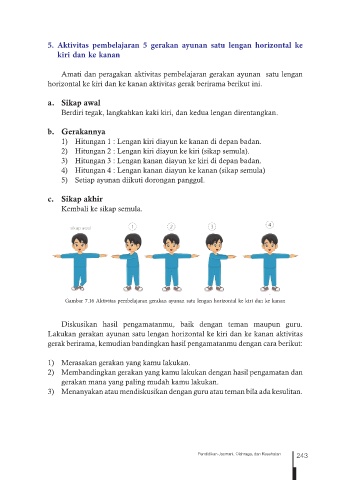 5. Aktivitas pembelajaran 5 gerakan ayunan satu lengan horizontal ke
kiri dan ke kanan
Amati dan peragakan aktivitas pembelajaran gerakan ayunan satu lengan
horizontal ke kiri dan ke kanan aktivitas gerak berirama berikut ini.
a. Sikap awal
Berdiri tegak, langkahkan kaki kiri, dan kedua lengan direntangkan.
b. Gerakannya
1) Hitungan 1 : Lengan kiri diayun ke kanan di depan badan.
2) Hitungan 2 : Lengan kiri diayun ke kiri (sikap semula).
3) Hitungan 3 : Lengan kanan diayun ke kiri di depan badan.
4) Hitungan 4 : Lengan kanan diayun ke kanan (sikap semula)
5) Setiap ayunan diikuti dorongan panggul.
c. Sikap akhir
Kembali ke sikap semula.
sikap awal 1 2 3 4
Gambar 7.16 Aktivitas pembelajaran gerakan ayunan satu lengan horizontal ke kiri dan ke kanan
Diskusikan hasil pengamatanmu, baik dengan teman maupun guru.
Lakukan gerakan ayunan satu lengan horizontal ke kiri dan ke kanan aktivitas
gerak berirama, kemudian bandingkan hasil pengamatanmu dengan cara berikut:
1) Merasakan gerakan yang kamu lakukan.
2) Membandingkan gerakan yang kamu lakukan dengan hasil pengamatan dan
gerakan mana yang paling mudah kamu lakukan.
3) Menanyakan atau mendiskusikan dengan guru atau teman bila ada kesulitan.
Pendidikan Jasmani, Olahraga, dan Kesehatan 243